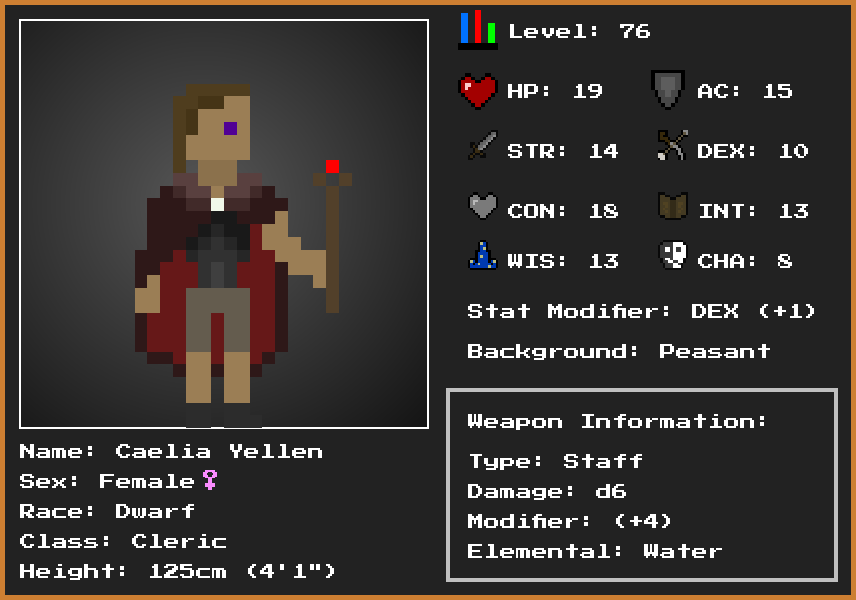 Level: 76
HP: 19
AC: 15
STR: 14
DEX: 10
CON: 18
INT: 13
WIS: 13
CHA: 8
Stat Modifier: DEX (+1)
Background: Peasant
Weapon Information:
Type: Staff
Damage: d6
Modifier: (+4)
Elemental: Water
Name: Caelia Yellen
Sex: Female♀
Race: Dwarf
Class: Cleric
Height: 125cm (4'1")